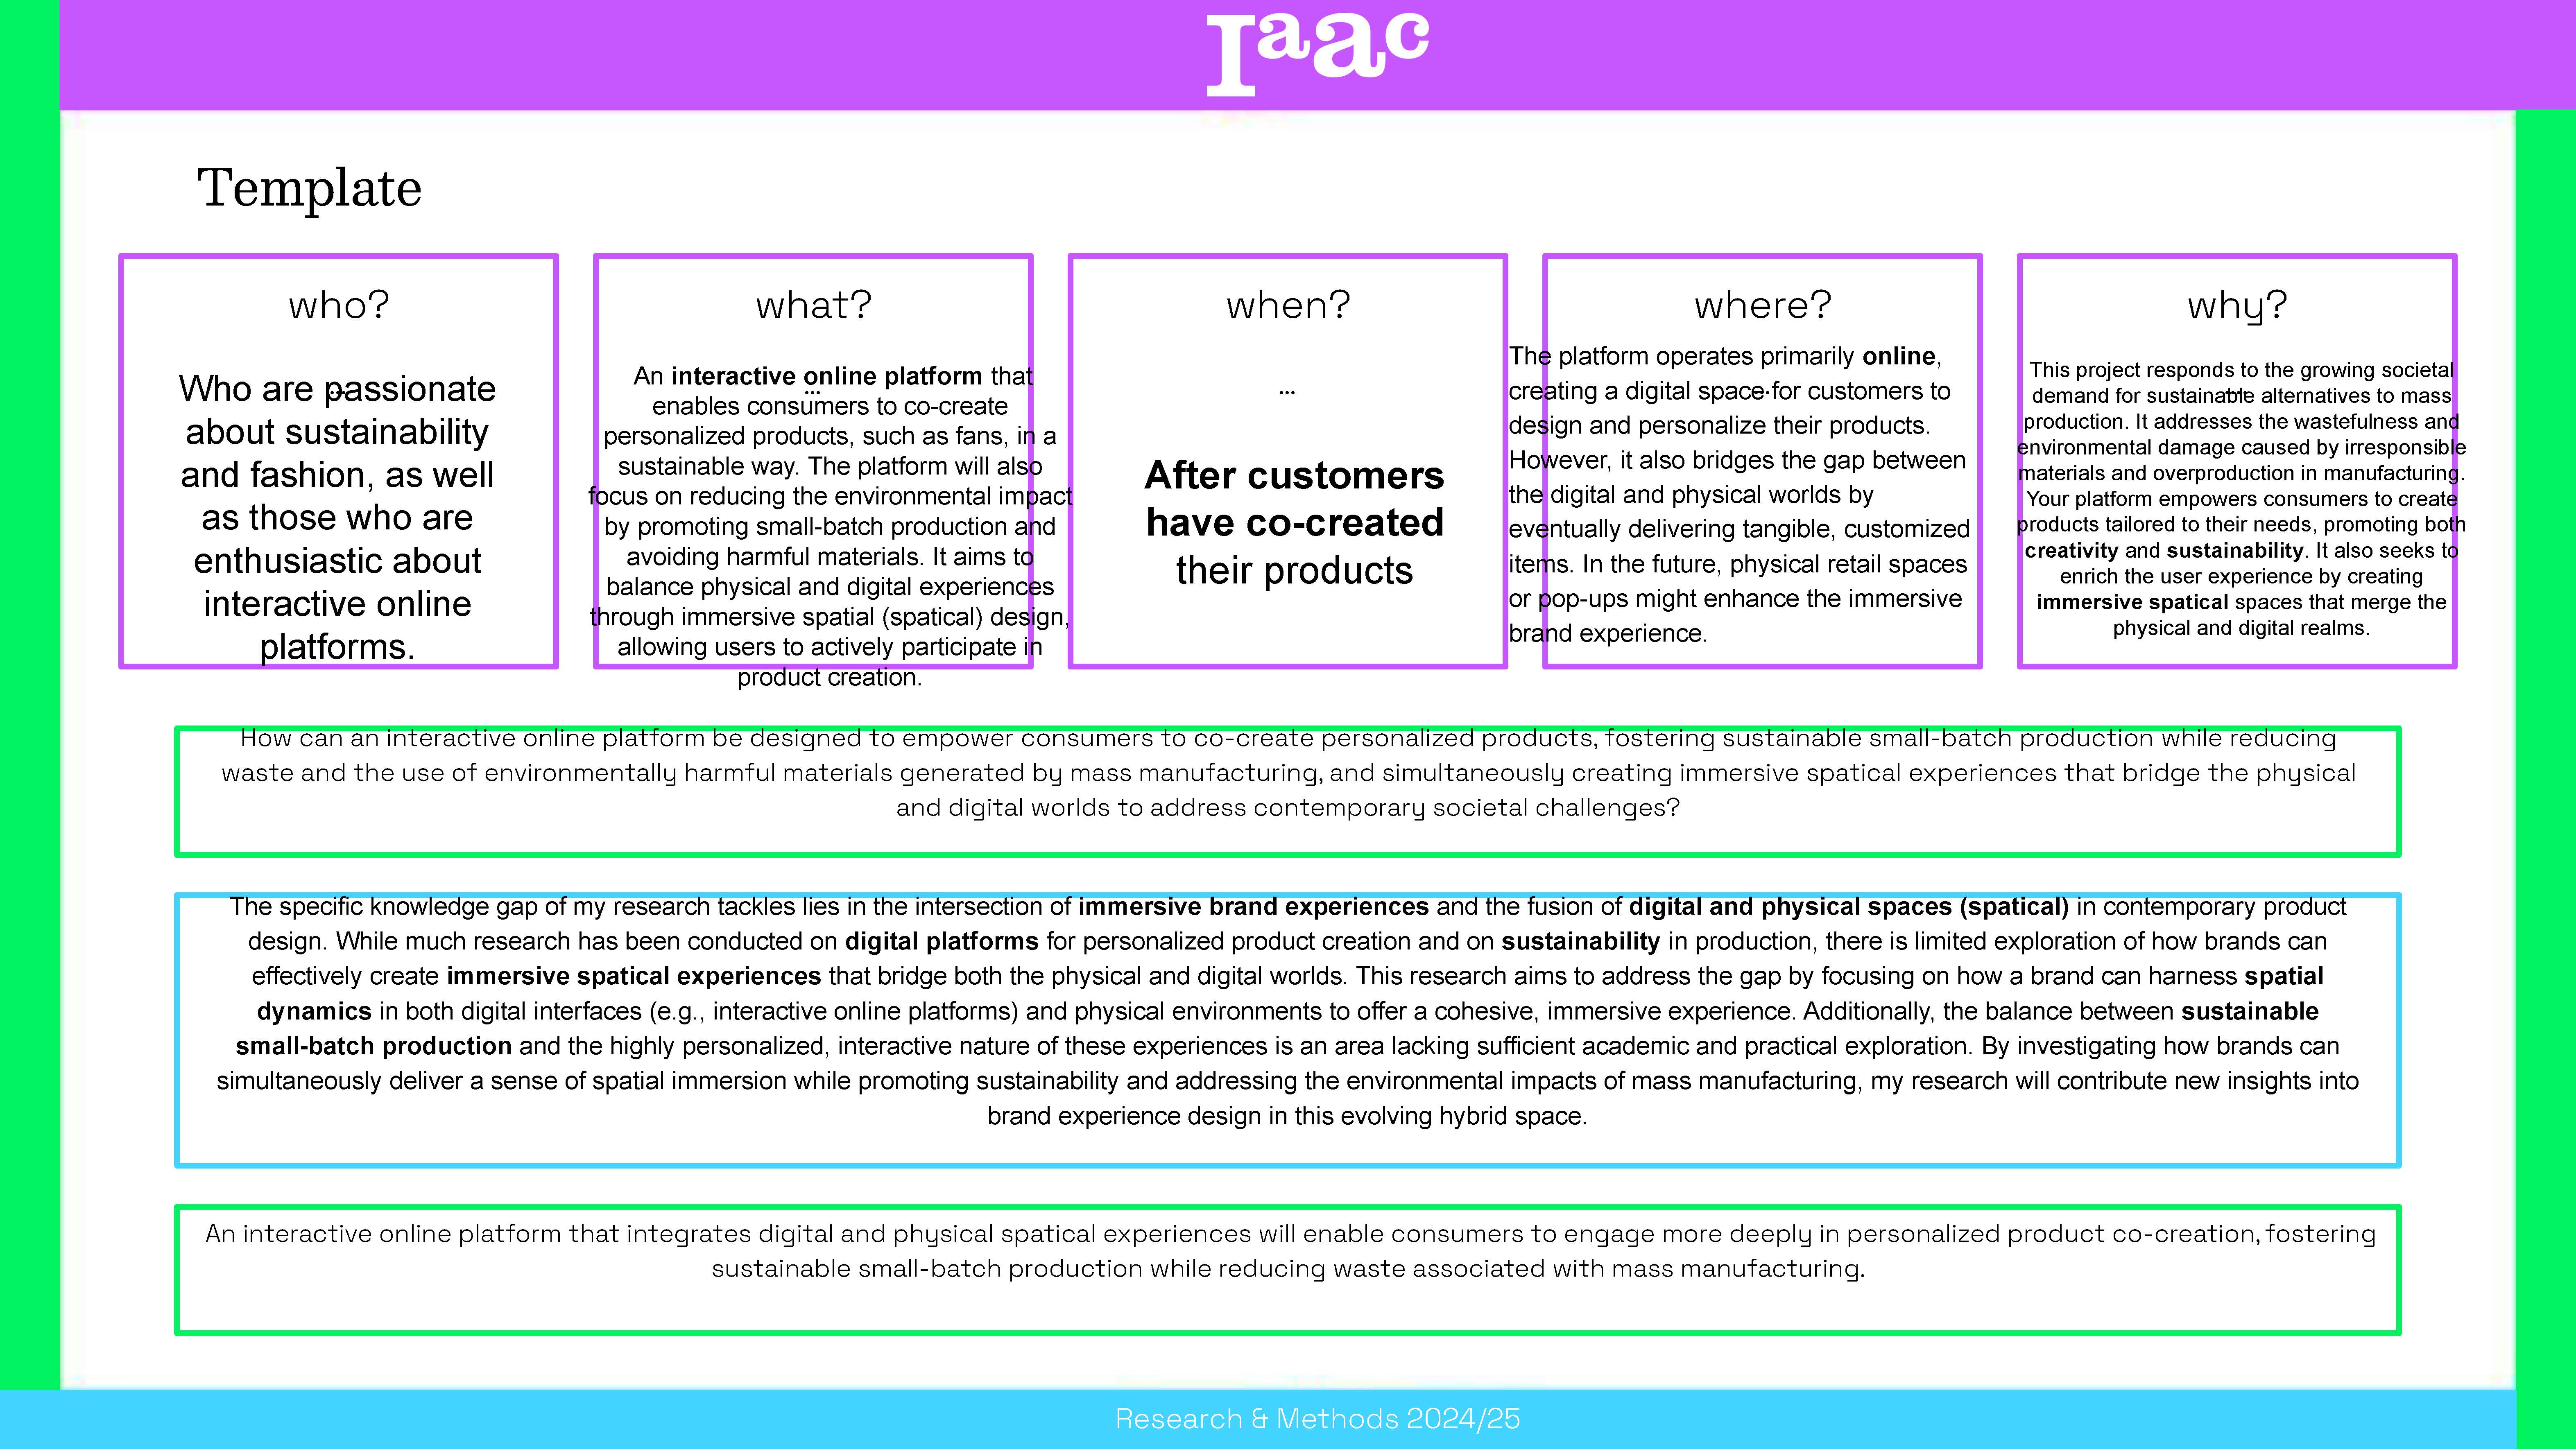 Iaac
Template
who?
Who are passionate
about sustainability
and fashion, as well
as those who are
enthusiastic about
interactive online
platforms.
what?
...
An interactive online platform that
enables consumers to co-create
personalized products, such as fans, in a
sustainable way. The platform will also
focus on reducing the environmental impact
by promoting small-batch production and
avoiding harmful materials. It aims to
balance physical and digital experiences
through immersive spatial (spatical) design,
allowing users to actively participate in
product creation.
when?
...
After customers
have co-created
their products
where?
The platform operates primarily online,
creating a digital space for customers to
design and personalize their products.
However, it also bridges the gap between
the digital and physical worlds by
eventually delivering tangible, customized
items. In the future, physical retail spaces
or pop-ups might enhance the immersive
brand experience.
why?
This project responds to the growing societal
demand for sustainable alternatives to mass
production. It addresses the wastefulness and
environmental damage caused by irresponsible
materials and overproduction in manufacturing.
Your platform empowers consumers to create
products tailored to their needs, promoting both
creativity and sustainability. It also seeks to
enrich the user experience by creating
immersive spatical spaces that merge the
physical and digital realms.
How can an interactive online platform be designed to empower consumers to co-create personalized products, fostering sustainable small-batch production while reducing
waste and the use of environmentally harmful materials generated by mass manufacturing, and simultaneously creating immersive spatical experiences that bridge the physical
and digital worlds to address contemporary societal challenges?
The specific knowledge gap of my research tackles lies in the intersection of immersive brand experiences and the fusion of digital and physical spaces (spatical) in contemporary product
design. While much research has been conducted on digital platforms for personalized product creation and on sustainability in production, there is limited exploration of how brands can
effectively create immersive spatical experiences that bridge both the physical and digital worlds. This research aims to address the gap by focusing on how a brand can harness spatial
dynamics in both digital interfaces (e.g., interactive online platforms) and physical environments to offer a cohesive, immersive experience. Additionally, the balance between sustainable
small-batch production and the highly personalized, interactive nature of these experiences is an area lacking sufficient academic and practical exploration. By investigating how brands can
simultaneously deliver a sense of spatial immersion while promoting sustainability and addressing the environmental impacts of mass manufacturing, my research will contribute new insights into
brand experience design in this evolving hybrid space.
An interactive online platform that integrates digital and physical spatical experiences will enable consumers to engage more deeply in personalized product co-creation, fostering
sustainable small-batch production while reducing waste associated with mass manufacturing.
Research & Methods 2024/25